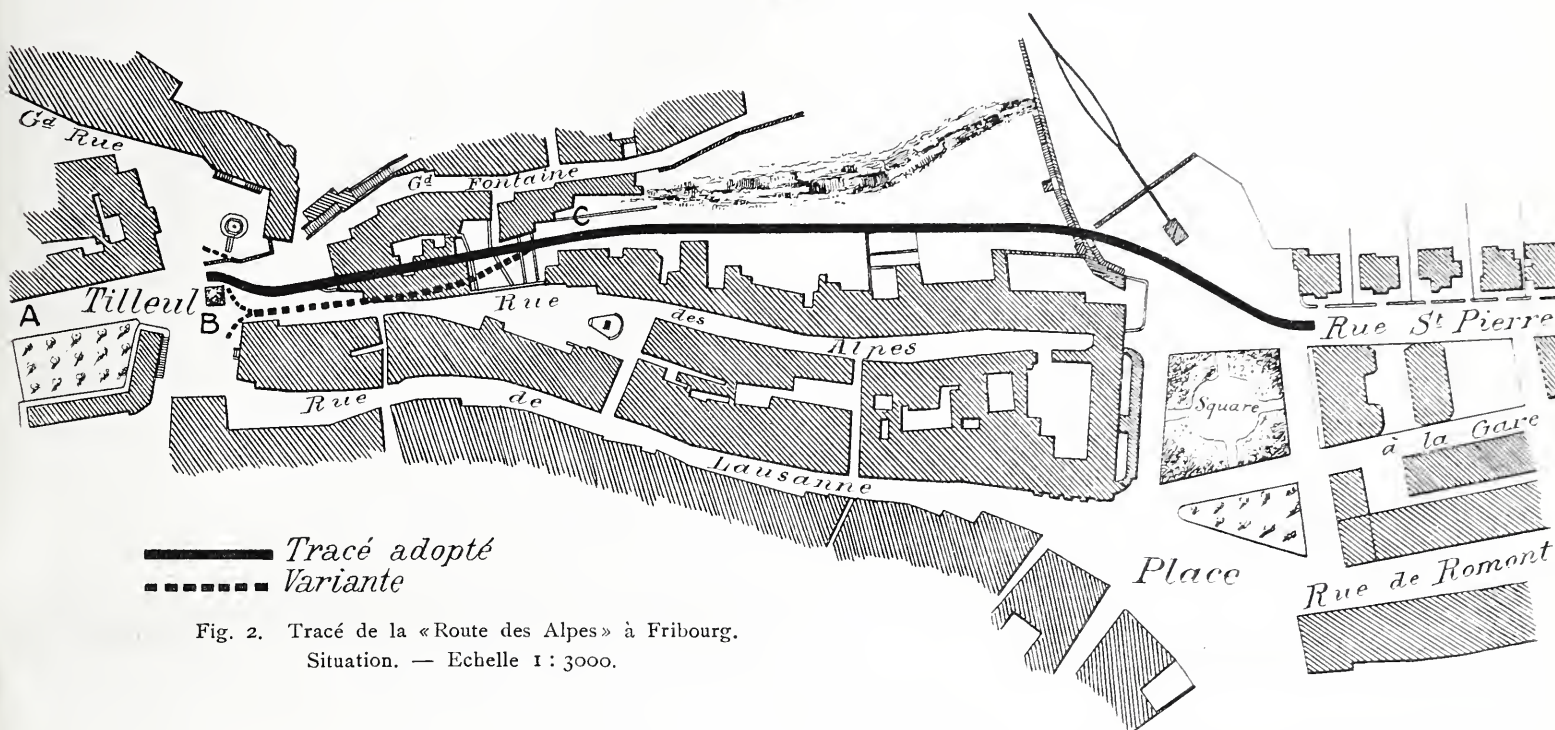 Gd Rue
Gd Fontaine
C
A
Tilleul
B
Rue des Alpes
Rue St Pierre
Rue de Lausanne
Square
à la Gare
Place
Rue de Romont
Tracé adopté
Variante
Fig. 2. Tracé de la «Route des Alpes» à Fribourg.
Situation. — Echelle 1 : 3000.